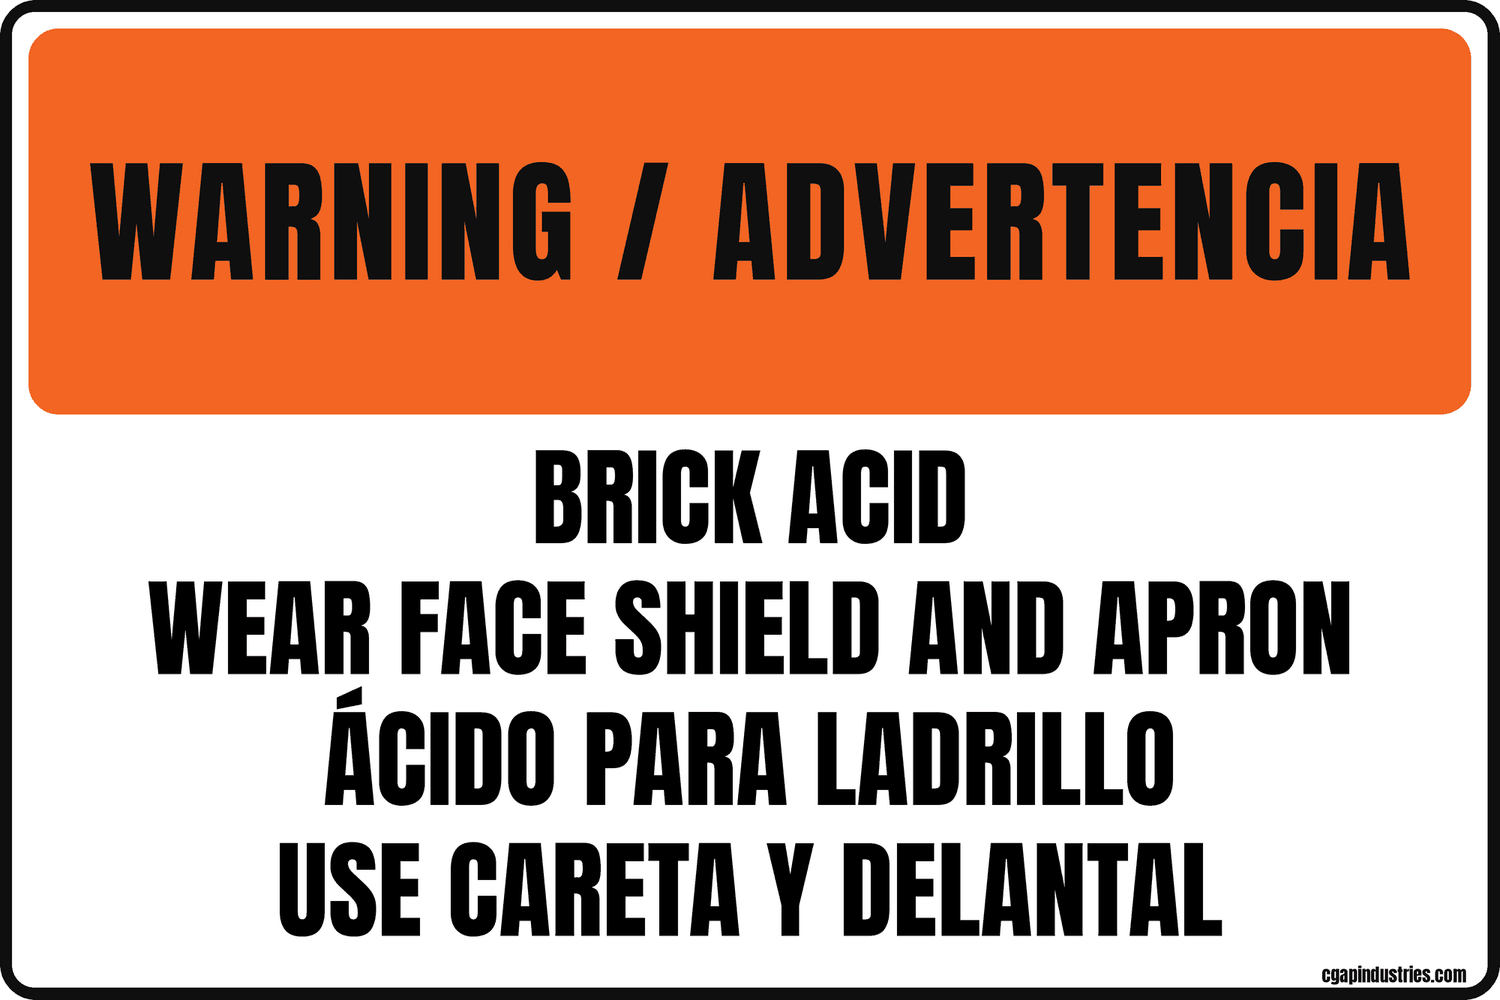 WARNING / ADVERTENCIA
BRICK ACID
WEAR FACE SHIELD AND APRON
ÁCIDO PARA LADRILLO
USE CARETA Y DELANTAL
cgapindustries.com